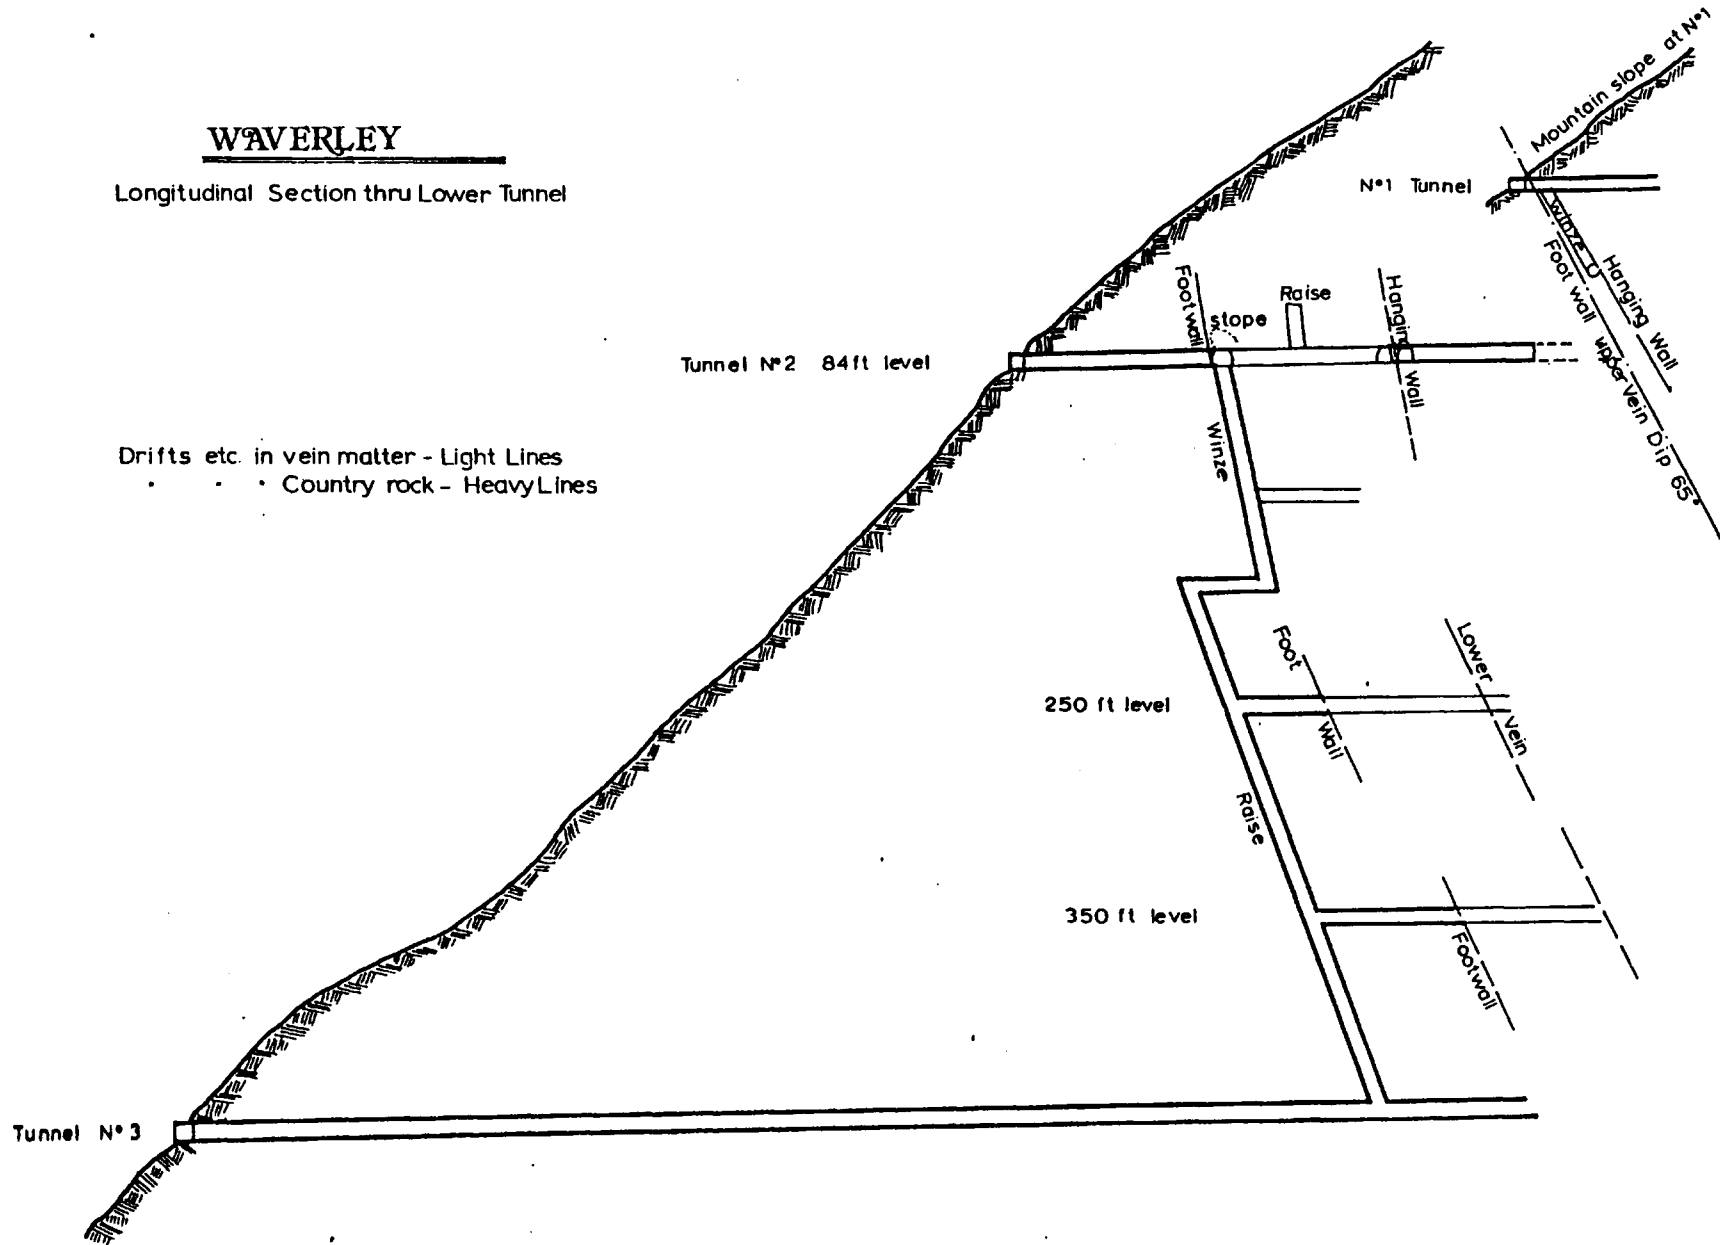 WAVERLEY
Longitudinal Section thru Lower Tunnel
Mountain slope at Nº1
Nº1 Tunnel
Winze
Foot wall upper Vein Dip 65°
Hanging Wall
Foot wall
stope
Raise
Hanging Wall
Tunnel Nº2 84ft level
Winze
Drifts etc. in vein matter - Light Lines
" " " Country rock - Heavy Lines
Foot Wall
Lower Vein
250 ft level
Raise
350 ft level
Footwall
Tunnel Nº 3